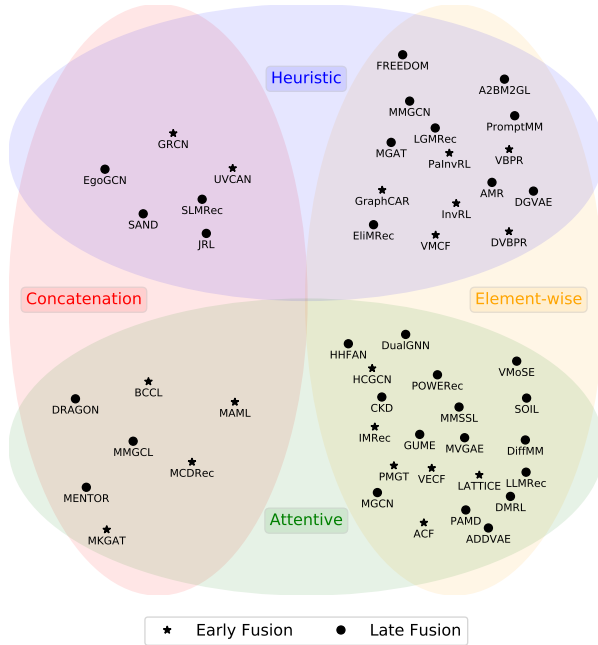 FREEDOM
Heuristic
A2BM2GL
MMGCN
PromptMM
GRCN
LGMRec
MGAT
PaInvRL
VBPR
EgoGCN
UVCAN
GraphCAR
AMR
DGVAE
SLMRec
InvRL
SAND
EliMRec
JRL
VMCF
DVBPR
Concatenation
Element-wise
HHFAN
DualGNN
HCGCN
VMoSE
POWERec
BCCL
DRAGON
CKD
MAML
MMSSL
SOIL
IMRec
MMGCL
GUME
MVGAE
DiffMM
MCDRec
PMGT
VECF
LATTICE
LLMRec
MENTOR
MGCN
DMRL
Attentive
PAMD
MKGAT
ACF
ADDVAE
Early Fusion
Late Fusion